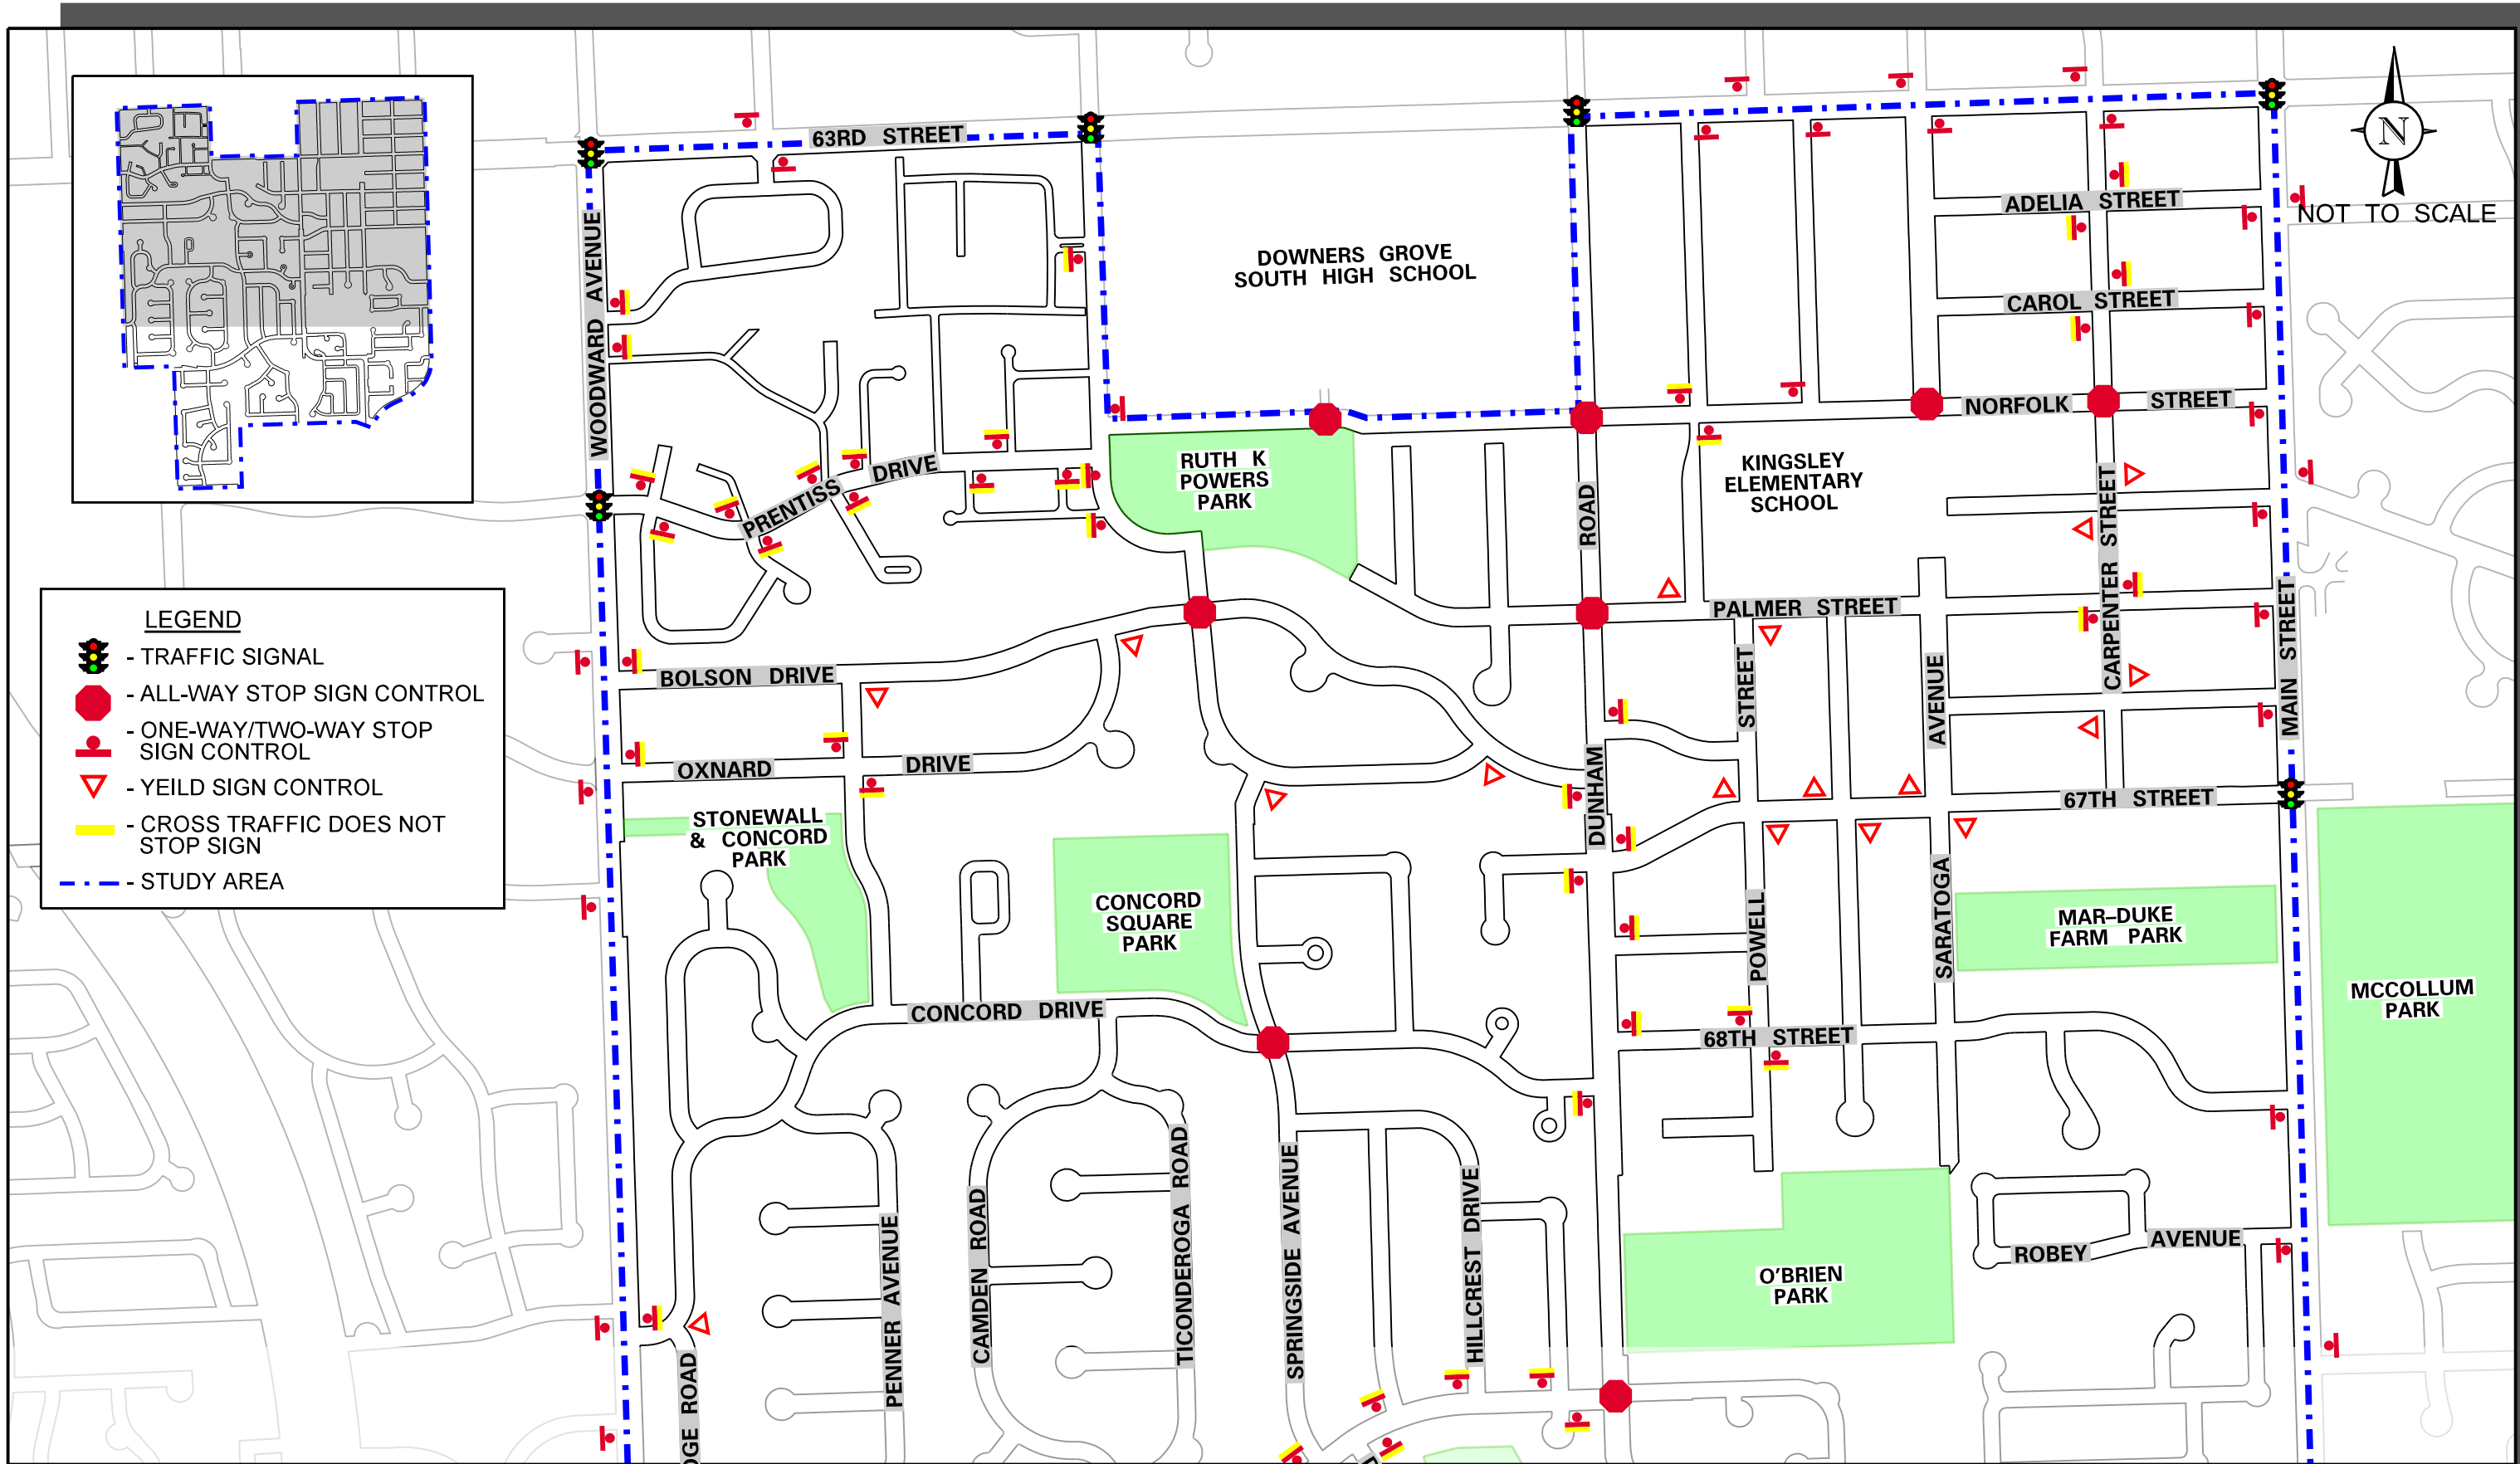 63RD STREET
N
NOT TO SCALE
WOODWARD AVENUE
DOWNERS GROVE
SOUTH HIGH SCHOOL
ADELIA STREET
CAROL STREET
NORFOLK STREET
PRENTISS DRIVE
RUTH K
POWERS
PARK
ROAD
KINGSLEY
ELEMENTARY
SCHOOL
CARPENTER STREET
MAIN STREET
PALMER STREET
LEGEND
- TRAFFIC SIGNAL
- ALL-WAY STOP SIGN CONTROL
- ONE-WAY/TWO-WAY STOP
SIGN CONTROL
- YEILD SIGN CONTROL
- CROSS TRAFFIC DOES NOT
STOP SIGN
- STUDY AREA
BOLSON DRIVE
STREET
AVENUE
OXNARD DRIVE
DUNHAM
67TH STREET
STONEWALL
& CONCORD
PARK
CONCORD
SQUARE
PARK
POWELL
SARATOGA
MAR-DUKE
FARM PARK
MCCOLLUM
PARK
CONCORD DRIVE
68TH STREET
PENNER AVENUE
CAMDEN ROAD
TICONDEROGA ROAD
SPRINGSIDE AVENUE
HILLCREST DRIVE
ROBEY AVENUE
O'BRIEN
PARK
DGE ROAD